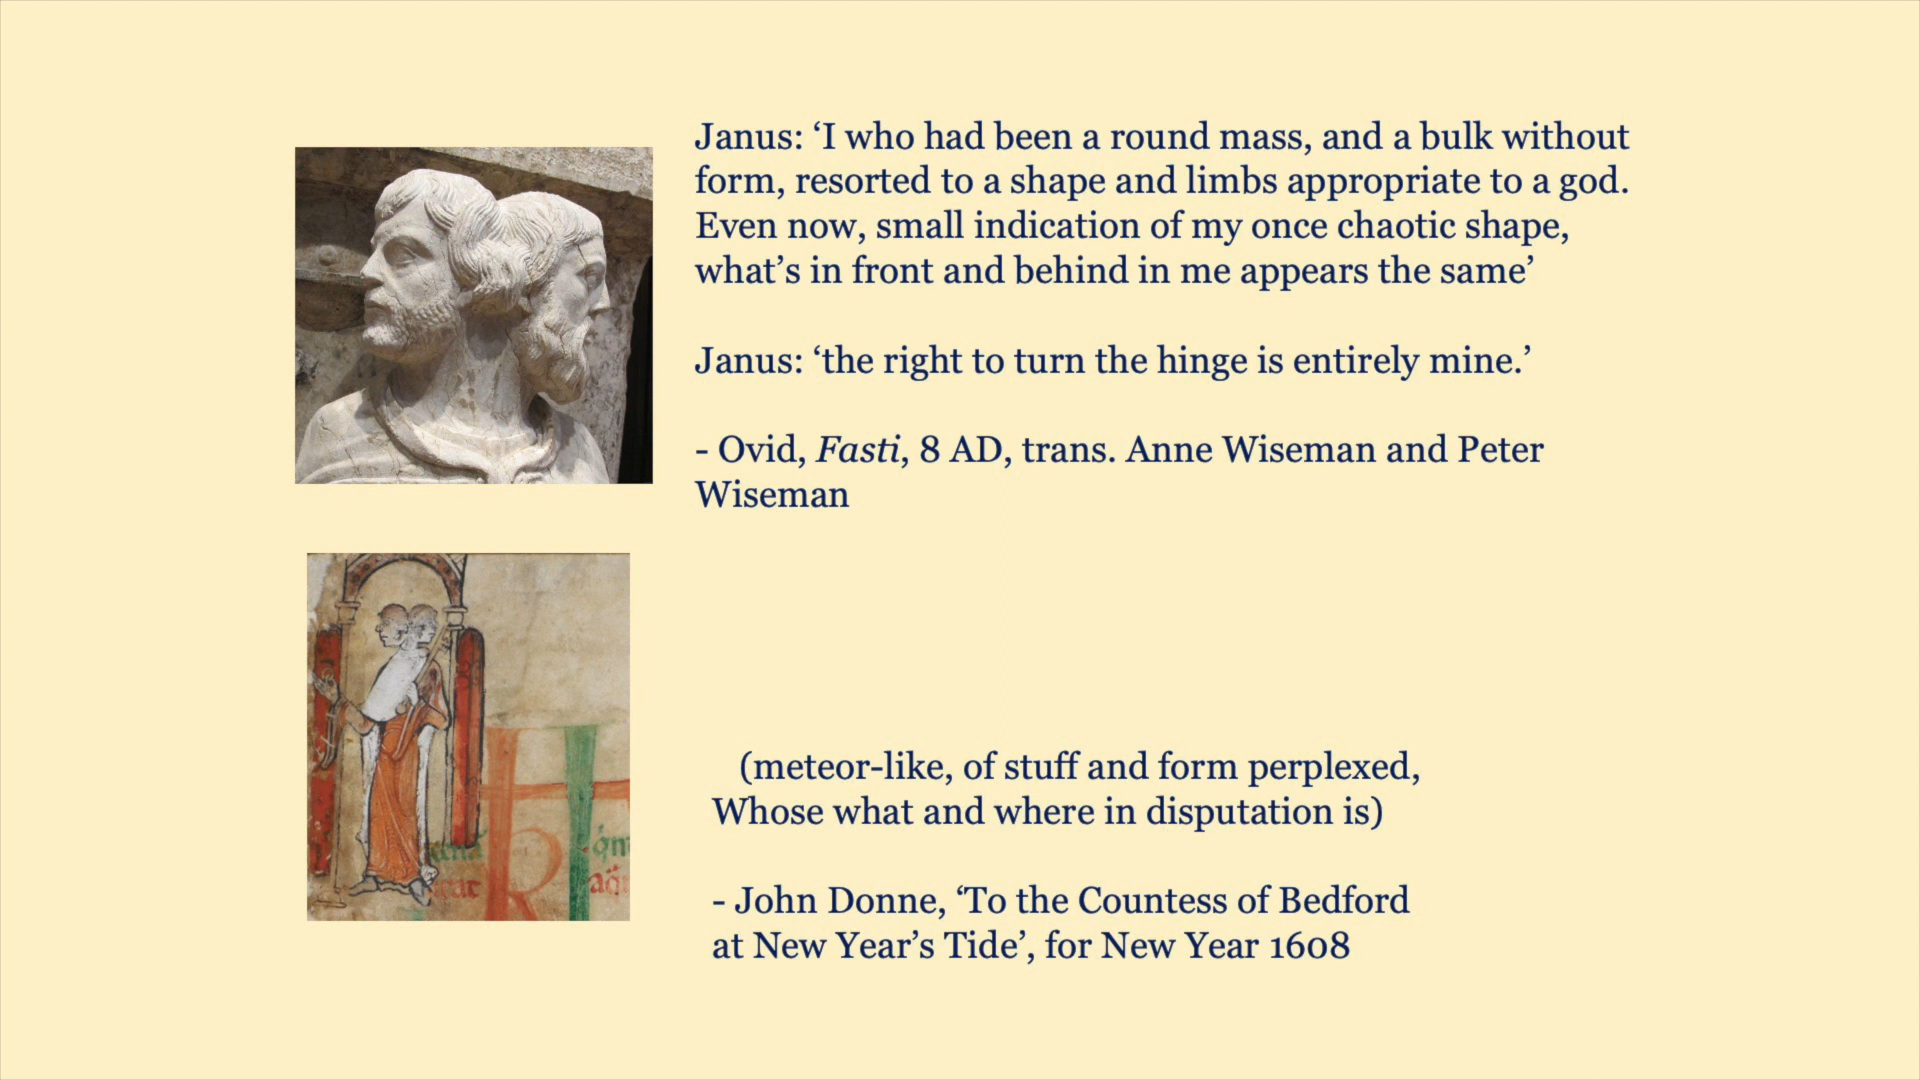 Janus: ‘I who had been a round mass, and a bulk without
form, resorted to a shape and limbs appropriate to a god.
Even now, small indication of my once chaotic shape,
what’s in front and behind in me appears the same’
Janus: ‘the right to turn the hinge is entirely mine.’
- Ovid, Fasti, 8 AD, trans. Anne Wiseman and Peter
Wiseman
(meteor-like, of stuff and form perplexed,
Whose what and where in disputation is)
- John Donne, ‘To the Countess of Bedford
at New Year’s Tide’, for New Year 1608